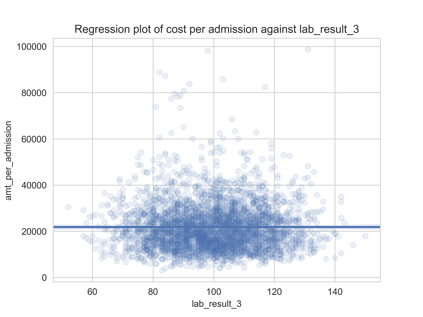 Regression plot of cost per admission against lab_result_3
100000
80000
60000
40000
20000
0
amt_per_admission
60 80 100 120 140
lab_result_3